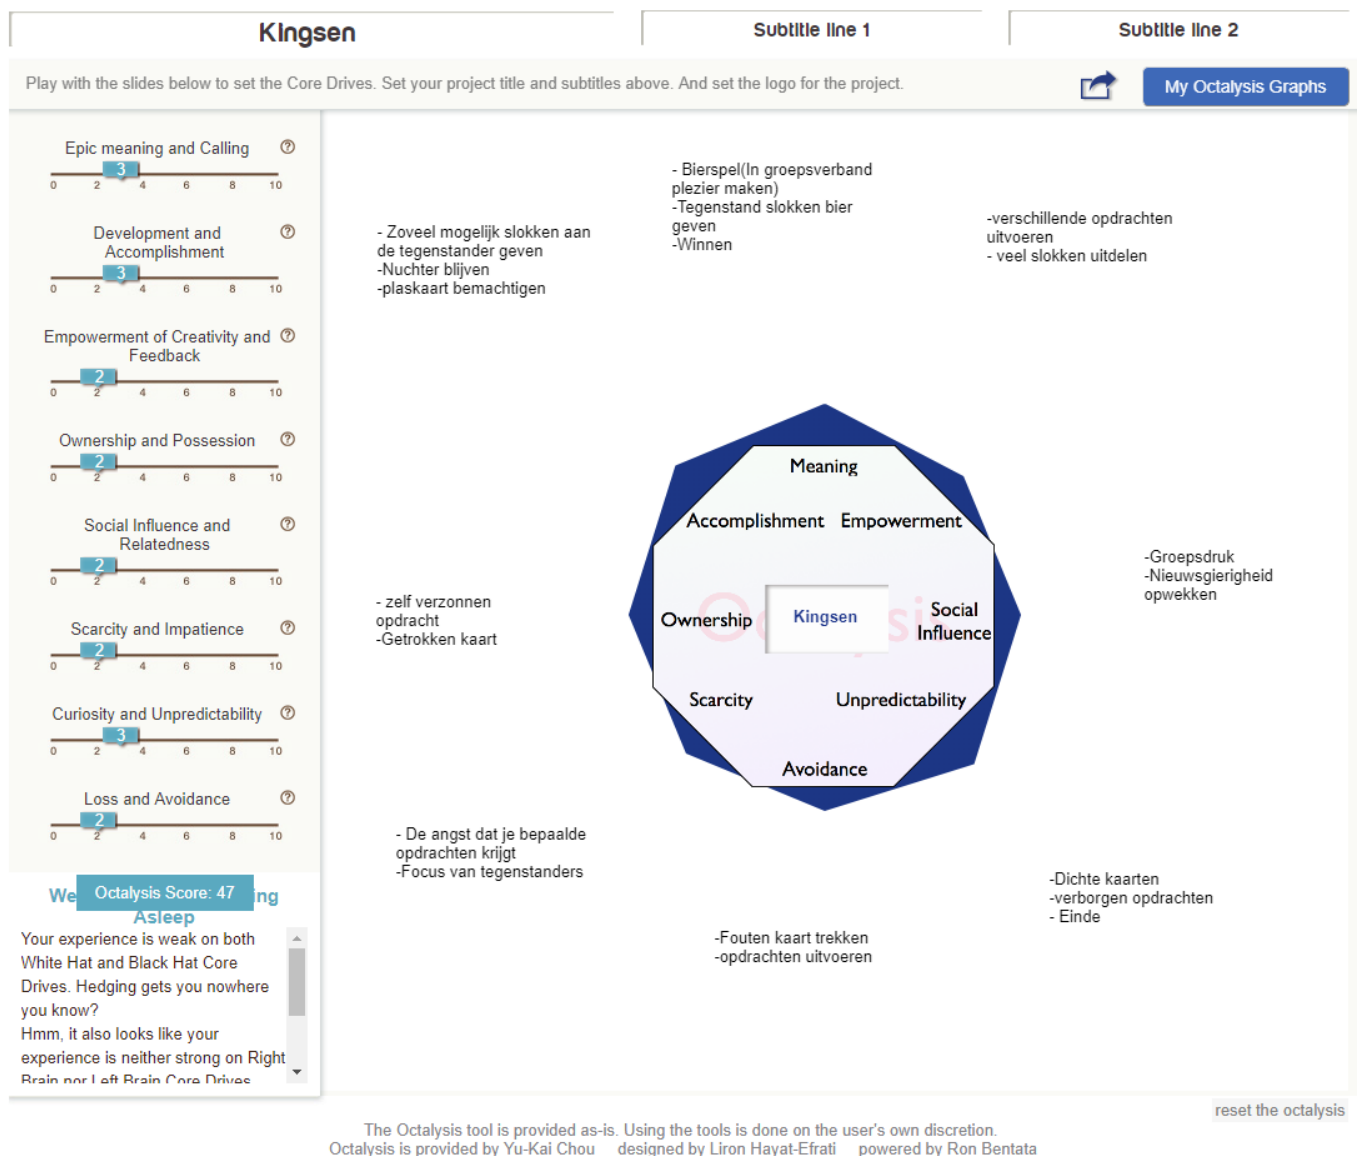 KIngsen
Subtitle line 1
Subtitle line 2
Play with the slides below to set the Core Drives. Set your project title and subtitles above. And set the logo for the project.
My Octalysis Graphs
Epic meaning and Calling
3
0 2 4 6 8 10
Development and
Accomplishment
3
0 2 4 6 8 10
Empowerment of Creativity and
Feedback
2
0 2 4 6 8 10
Ownership and Possession
2
0 2 4 6 8 10
Social Influence and
Relatedness
2
0 2 4 6 8 10
Scarcity and Impatience
2
0 2 4 6 8 10
Curiosity and Unpredictability
3
0 2 4 6 8 10
Loss and Avoidance
2
0 2 4 6 8 10
Octalysis Score: 47
Asleep
Your experience is weak on both
White Hat and Black Hat Core
Drives. Hedging gets you nowhere
you know?
Hmm, it also looks like your
experience is neither strong on Right
Brain nor Left Brain Core Drives
- Bierspel(In groepsverband
plezier maken)
-Tegenstand slokken bier
geven
-Winnen
- Zoveel mogelijk slokken aan
de tegenstander geven
-Nuchter blijven
-plaskaart bemachtigen
-verschillende opdrachten
uitvoeren
- veel slokken uitdelen
Meaning
Accomplishment
Empowerment
Ownership
Kingsen
Social
Influence
Scarcity
Unpredictability
Avoidance
-Groepsdruk
-Nieuwsgierigheid
opwekken
- zelf verzonnen
opdracht
-Getrokken kaart
- De angst dat je bepaalde
opdrachten krijgt
-Focus van tegenstanders
-Dichte kaarten
-verborgen opdrachten
- Einde
-Fouten kaart trekken
-opdrachten uitvoeren
reset the octalysis
The Octalysis tool is provided as-is. Using the tools is done on the user's own discretion.
Octalysis is provided by Yu-Kai Chou designed by Liron Hayat-Efrati powered by Ron Bentata